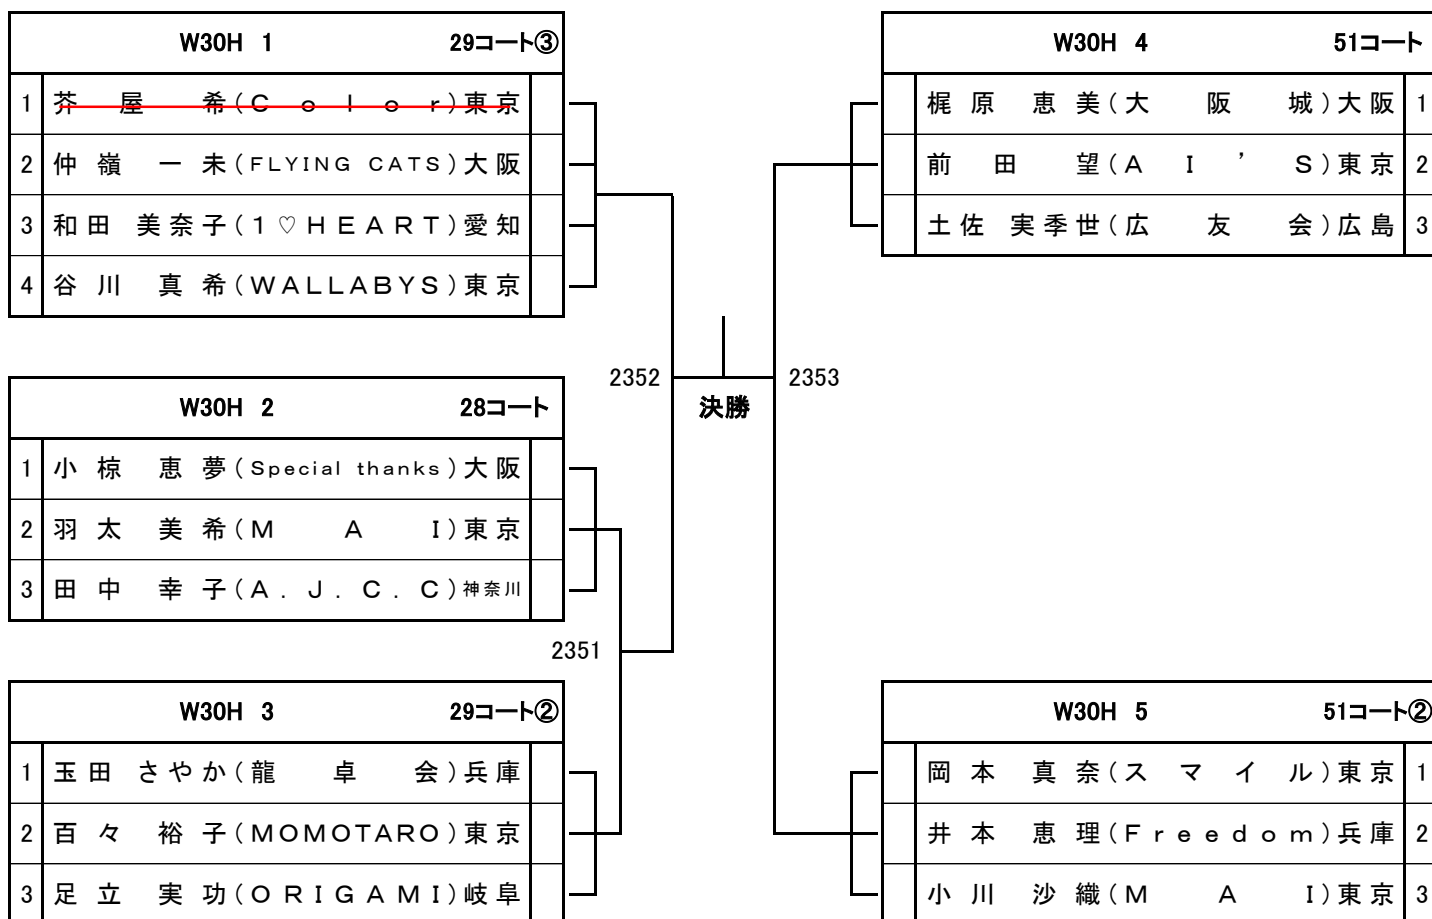 W30H 1 29コート③
1 芥屋 希(Color)東京
2 仲嶺 一未(FLYING CATS)大阪
3 和田 美奈子(1♡HEART)愛知
4 谷川 真希(WALLABYS)東京
W30H 2 28コート
1 小椋 恵夢(Special thanks)大阪
2 羽太 美希(MAI)東京
3 田中 幸子(A.J.C.C)神奈川
W30H 3 29コート②
1 玉田 さやか(龍卓会)兵庫
2 百々 裕子(MOMOTARO)東京
3 足立 実功(ORIGAMI)岐阜
2351
2352
決勝
2353
W30H 4 51コート
梶原 恵美(大阪城)大阪 1
前田 望(AI'S)東京 2
土佐 実季世(広友会)広島 3
W30H 5 51コート②
岡本 真奈(スマイル)東京 1
井本 恵理(Freedom)兵庫 2
小川 沙織(MAI)東京 3